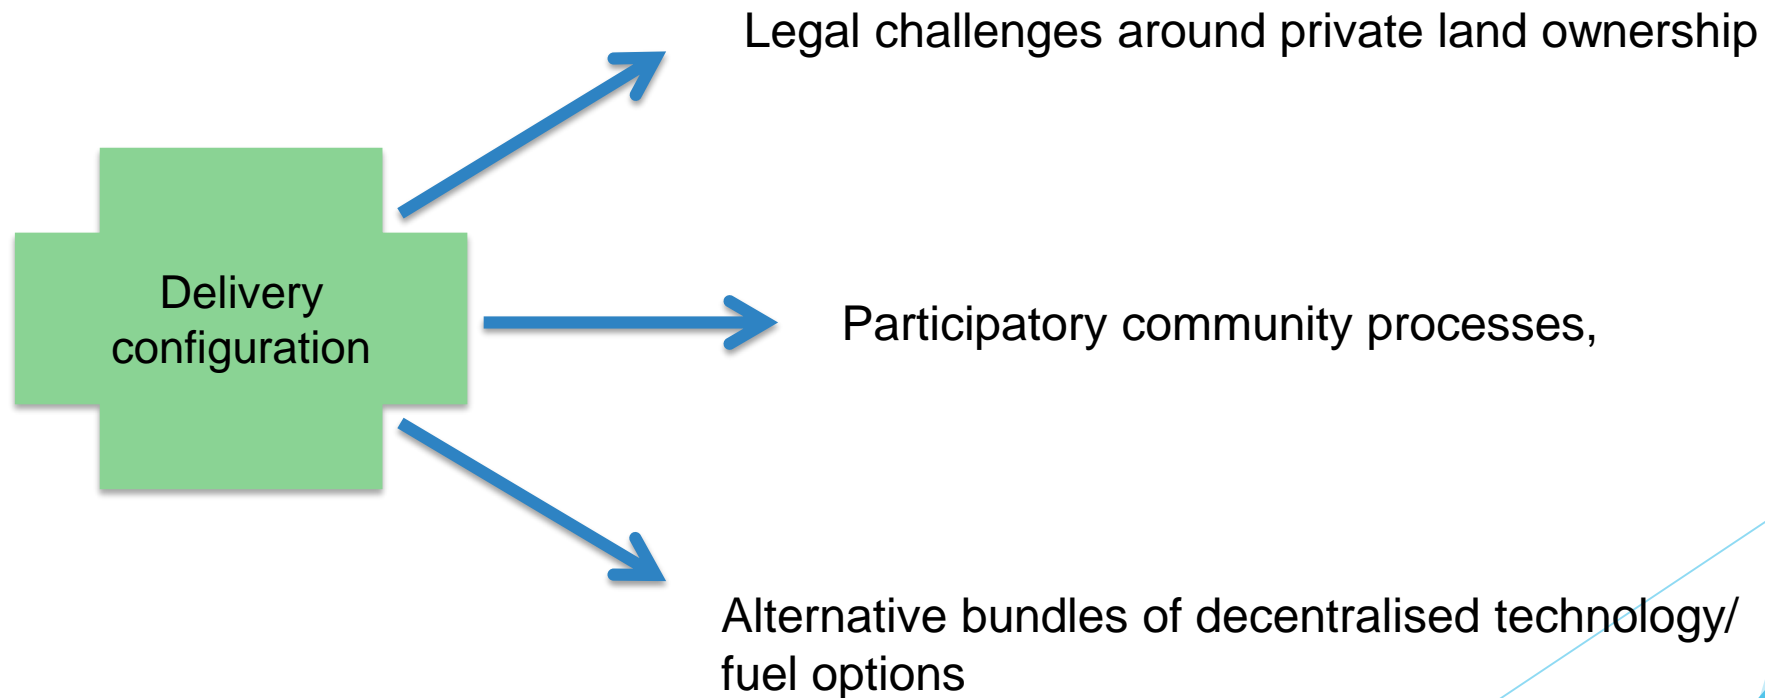 Legal challenges around private land ownership
Delivery
configuration
Participatory community processes,
Alternative bundles of decentralised technology/
fuel options